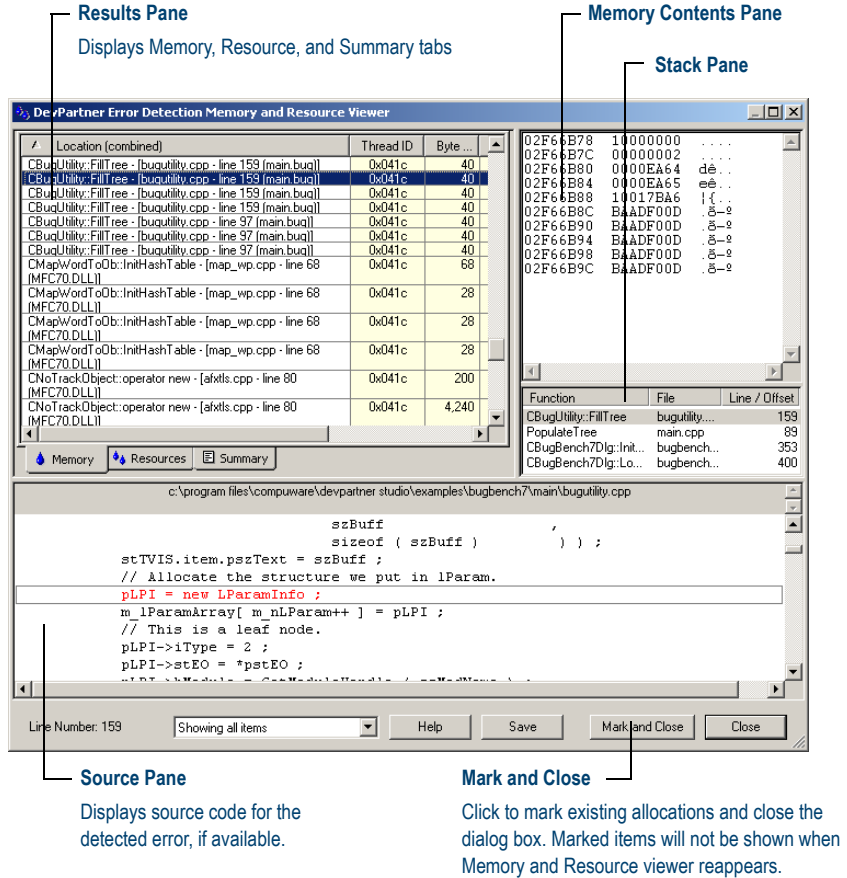 Results Pane
Displays Memory, Resource, and Summary tabs
Memory Contents Pane
Stack Pane
DevPartner Error Detection Memory and Resource Viewer
Location (combined) Thread ID Byte ...
CBugUtility::FillTree - [bugutility.cpp - line 159 (main.bug)] 0x041c 40
CBugUtility::FillTree - [bugutility.cpp - line 159 (main.bug)] 0x041c 40
CBugUtility::FillTree - [bugutility.cpp - line 159 (main.bug)] 0x041c 40
CBugUtility::FillTree - [bugutility.cpp - line 159 (main.bug)] 0x041c 40
CBugUtility::FillTree - [bugutility.cpp - line 97 (main.bug)] 0x041c 40
CBugUtility::FillTree - [bugutility.cpp - line 97 (main.bug)] 0x041c 40
CBugUtility::FillTree - [bugutility.cpp - line 97 (main.bug)] 0x041c 40
CMapWordToOb::InitHashTable - [map_wp.cpp - line 68 0x041c 68
(MFC70.DLL)]
CMapWordToOb::InitHashTable - [map_wp.cpp - line 68 0x041c 28
(MFC70.DLL)]
CMapWordToOb::InitHashTable - [map_wp.cpp - line 68 0x041c 28
(MFC70.DLL)]
CMapWordToOb::InitHashTable - [map_wp.cpp - line 68 0x041c 28
(MFC70.DLL)]
CNoTrackObject::operator new - [afxtls.cpp - line 80 0x041c 200
(MFC70.DLL)]
CNoTrackObject::operator new - [afxtls.cpp - line 80 0x041c 4,240
(MFC70.DLL)]
Memory Resources Summary
02F66B78 10000000 ....
02F66B7C 00000002 ....
02F66B80 0000EA64 dê..
02F66B84 0000EA65 eê..
02F66B88 10017BA6 ¦{..
02F66B8C BAADF00D .ð-º
02F66B90 BAADF00D .ð-º
02F66B94 BAADF00D .ð-º
02F66B98 BAADF00D .ð-º
02F66B9C BAADF00D .ð-º
Function File Line / Offset
CBugUtility::FillTree bugutility.... 159
PopulateTree main.cpp 89
CBugBench7Dlg::Init... bugbench... 353
CBugBench7Dlg::Lo... bugbench... 400
c:\program files\compuware\devpartner studio\examples\bugbench7\main\bugutility.cpp
szBuff ,
sizeof ( szBuff ) ) ) ;
stTVIS.item.pszText = szBuff ;
// Allocate the structure we put in lParam.
pLPI = new LParamInfo ;
m_lParamArray[ m_nLParam++ ] = pLPI ;
// This is a leaf node.
pLPI->iType = 2 ;
pLPI->stEO = *pstEO ;
pLPI->hModule = GetModuleHandle ( szModName ) ;
Line Number: 159 Showing all items Help Save Mark and Close Close
Source Pane
Displays source code for the
detected error, if available.
Mark and Close
Click to mark existing allocations and close the
dialog box. Marked items will not be shown when
Memory and Resource viewer reappears.